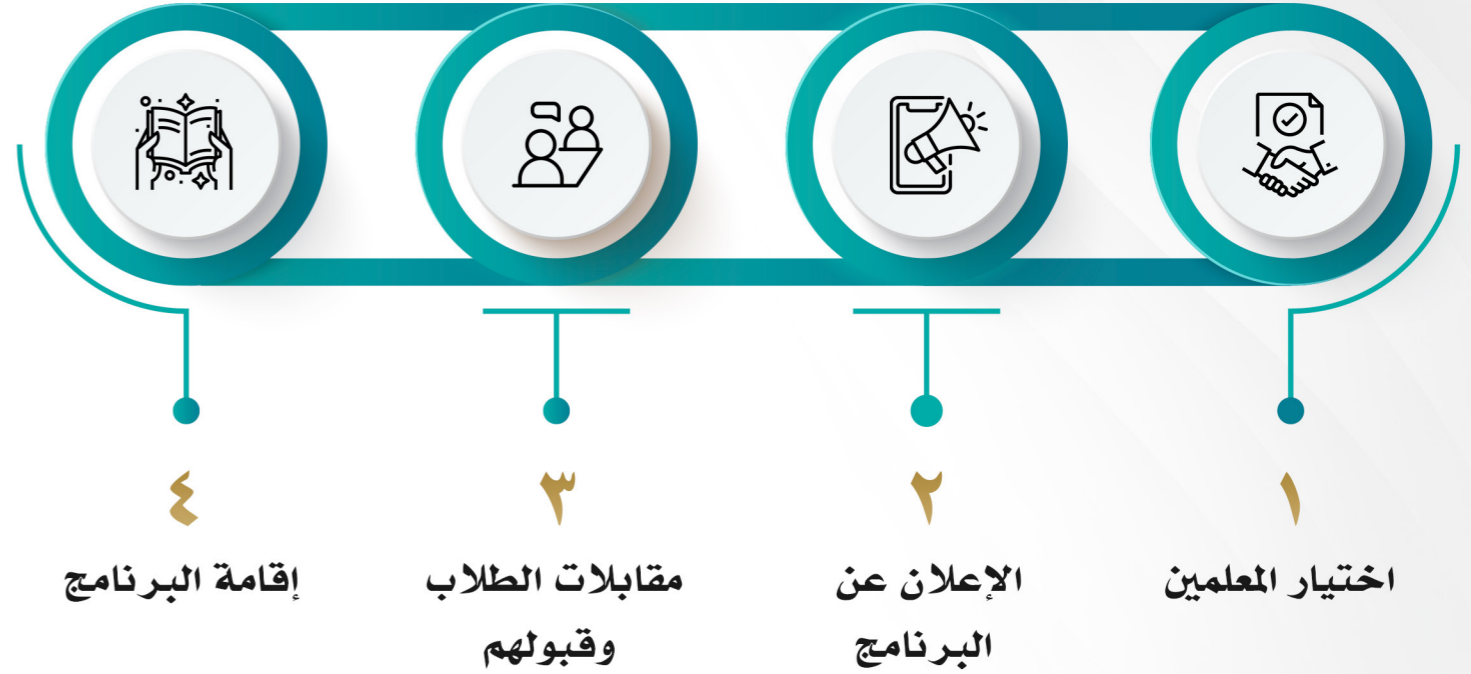 ١
اختيار المعلمين
٢
الإعلان عن
البرنامج
٣
مقابلات الطلاب
وقبولهم
٤
إقامة البرنامج